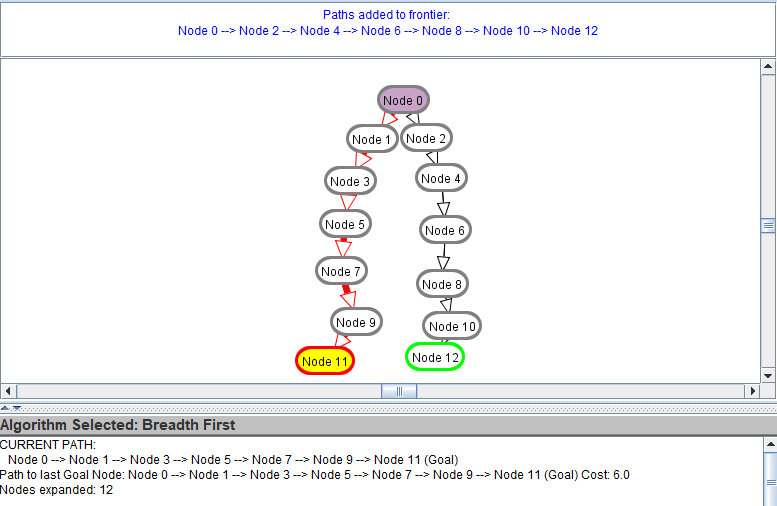 Paths added to frontier:
Node 0 --> Node 2 --> Node 4 --> Node 6 --> Node 8 --> Node 10 --> Node 12
Node 0
Node 1
Node 2
Node 3
Node 4
Node 5
Node 6
Node 7
Node 8
Node 9
Node 10
Node 11
Node 12
Algorithm Selected: Breadth First
CURRENT PATH:
Node 0 --> Node 1 --> Node 3 --> Node 5 --> Node 7 --> Node 9 --> Node 11 (Goal)
Path to last Goal Node: Node 0 --> Node 1 --> Node 3 --> Node 5 --> Node 7 --> Node 9 --> Node 11 (Goal) Cost: 6.0
Nodes expanded: 12